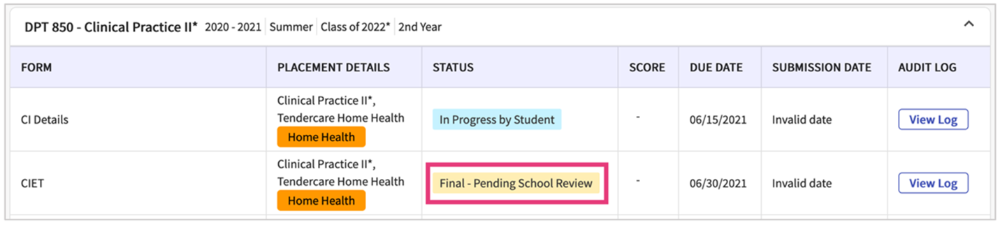 DPT 850 - Clinical Practice II* 2020 - 2021 Summer Class of 2022* 2nd Year
FORM PLACEMENT DETAILS STATUS SCORE DUE DATE SUBMISSION DATE AUDIT LOG
Clinical Practice II*,
CI Details Tendercare Home Health In Progress by Student - 06/15/2021 Invalid date View Log
Home Health
Clinical Practice II*,
CIET Tendercare Home Health Final - Pending School Review - 06/30/2021 Invalid date View Log
Home Health